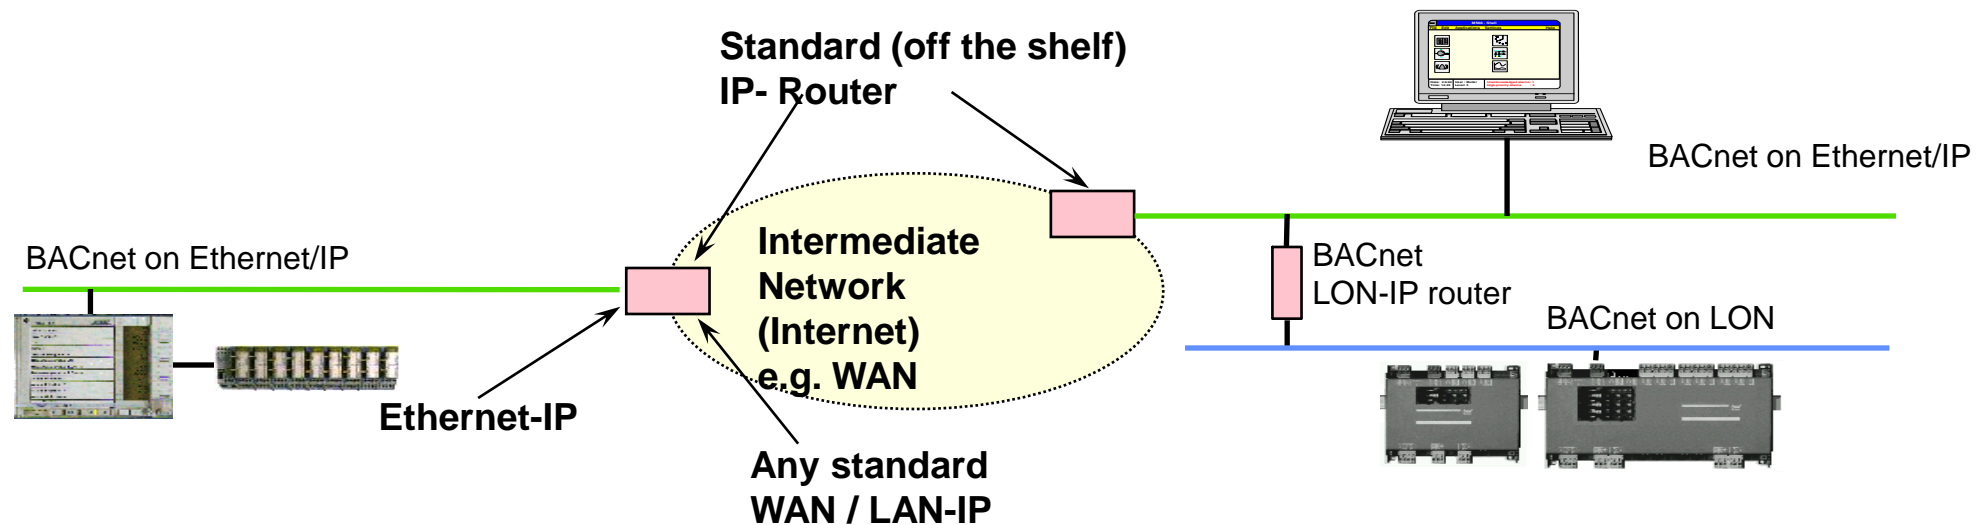 Standard (off the shelf)
IP- Router
BACnet on Ethernet/IP
BACnet on Ethernet/IP
Intermediate
Network
(Internet)
e.g. WAN
BACnet
LON-IP router
BACnet on LON
Ethernet-IP
Any standard
WAN / LAN-IP